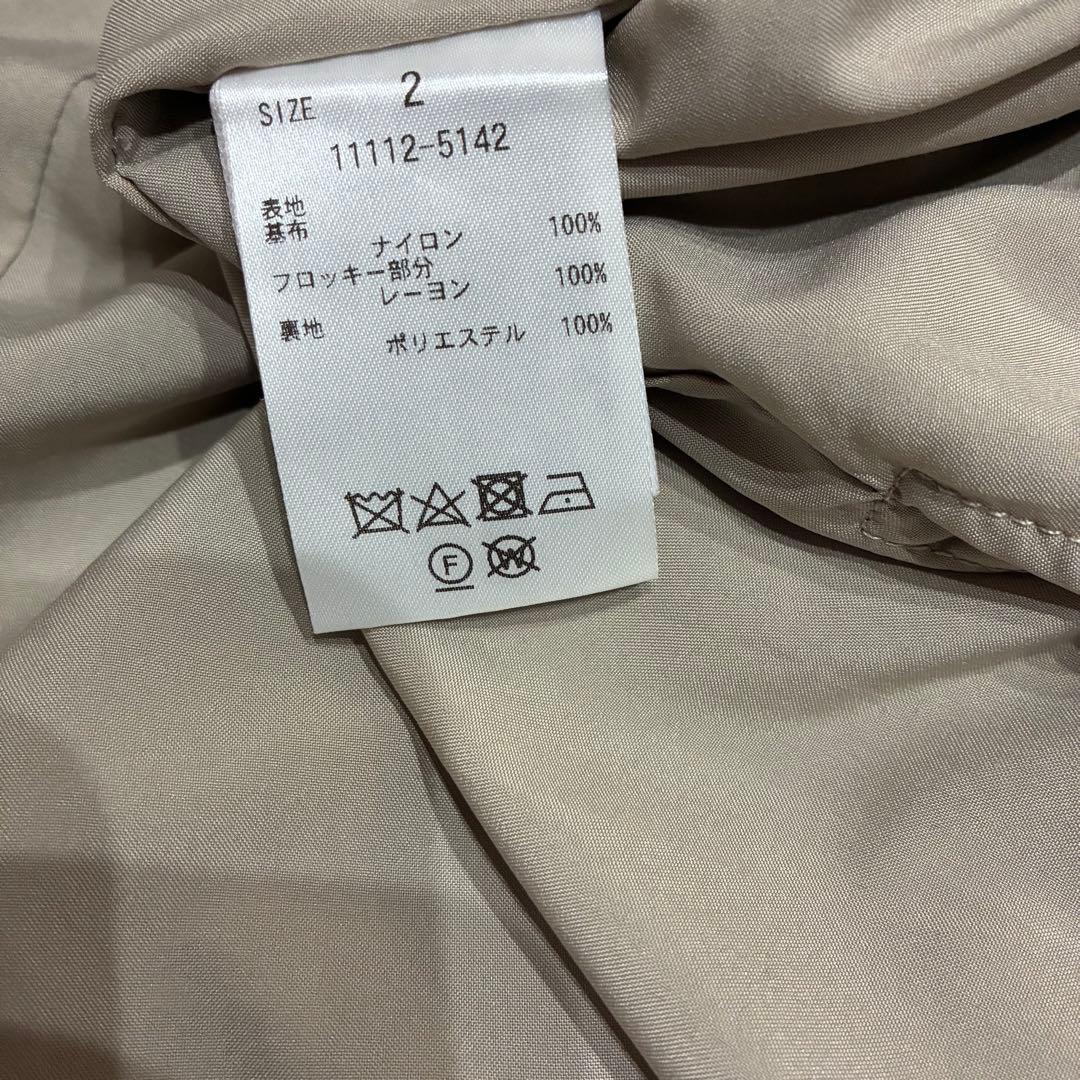 SIZE 2
11112-5142
表地
基布
ナイロン 100%
フロッキー部分
レーヨン 100%
裏地 ポリエステル 100%
F W